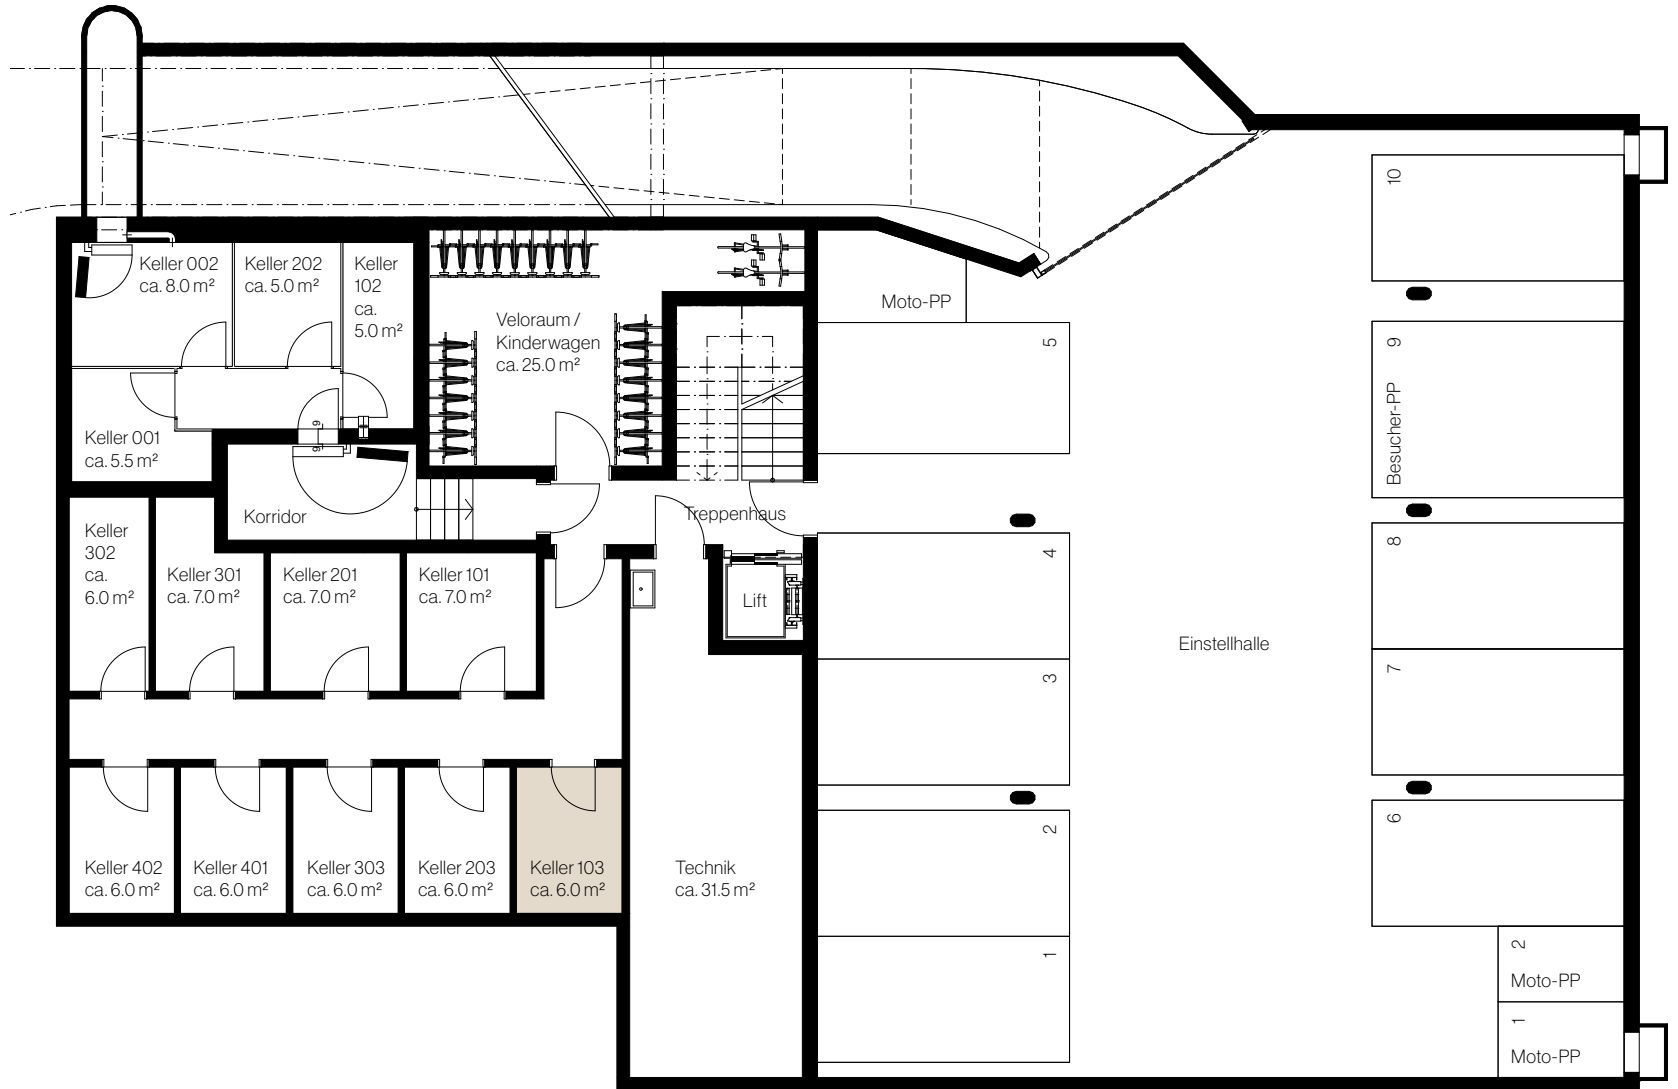 Keller 002
ca. 8.0 m²
Keller 202
ca. 5.0 m²
Keller
102
ca.
5.0 m²
Veloraum /
Kinderwagen
ca. 25.0 m²
Moto-PP
5
10
9
Besucher-PP
Keller 001
ca. 5.5 m²
9
9
Korridor
Treppenhaus
Keller
302
ca.
6.0 m²
Keller 301
ca. 7.0 m²
Keller 201
ca. 7.0 m²
Keller 101
ca. 7.0 m²
Lift
4
3
Einstellhalle
8
7
Keller 402
ca. 6.0 m²
Keller 401
ca. 6.0 m²
Keller 303
ca. 6.0 m²
Keller 203
ca. 6.0 m²
Keller 103
ca. 6.0 m²
Technik
ca. 31.5 m²
2
1
6
2
Moto-PP
1
Moto-PP